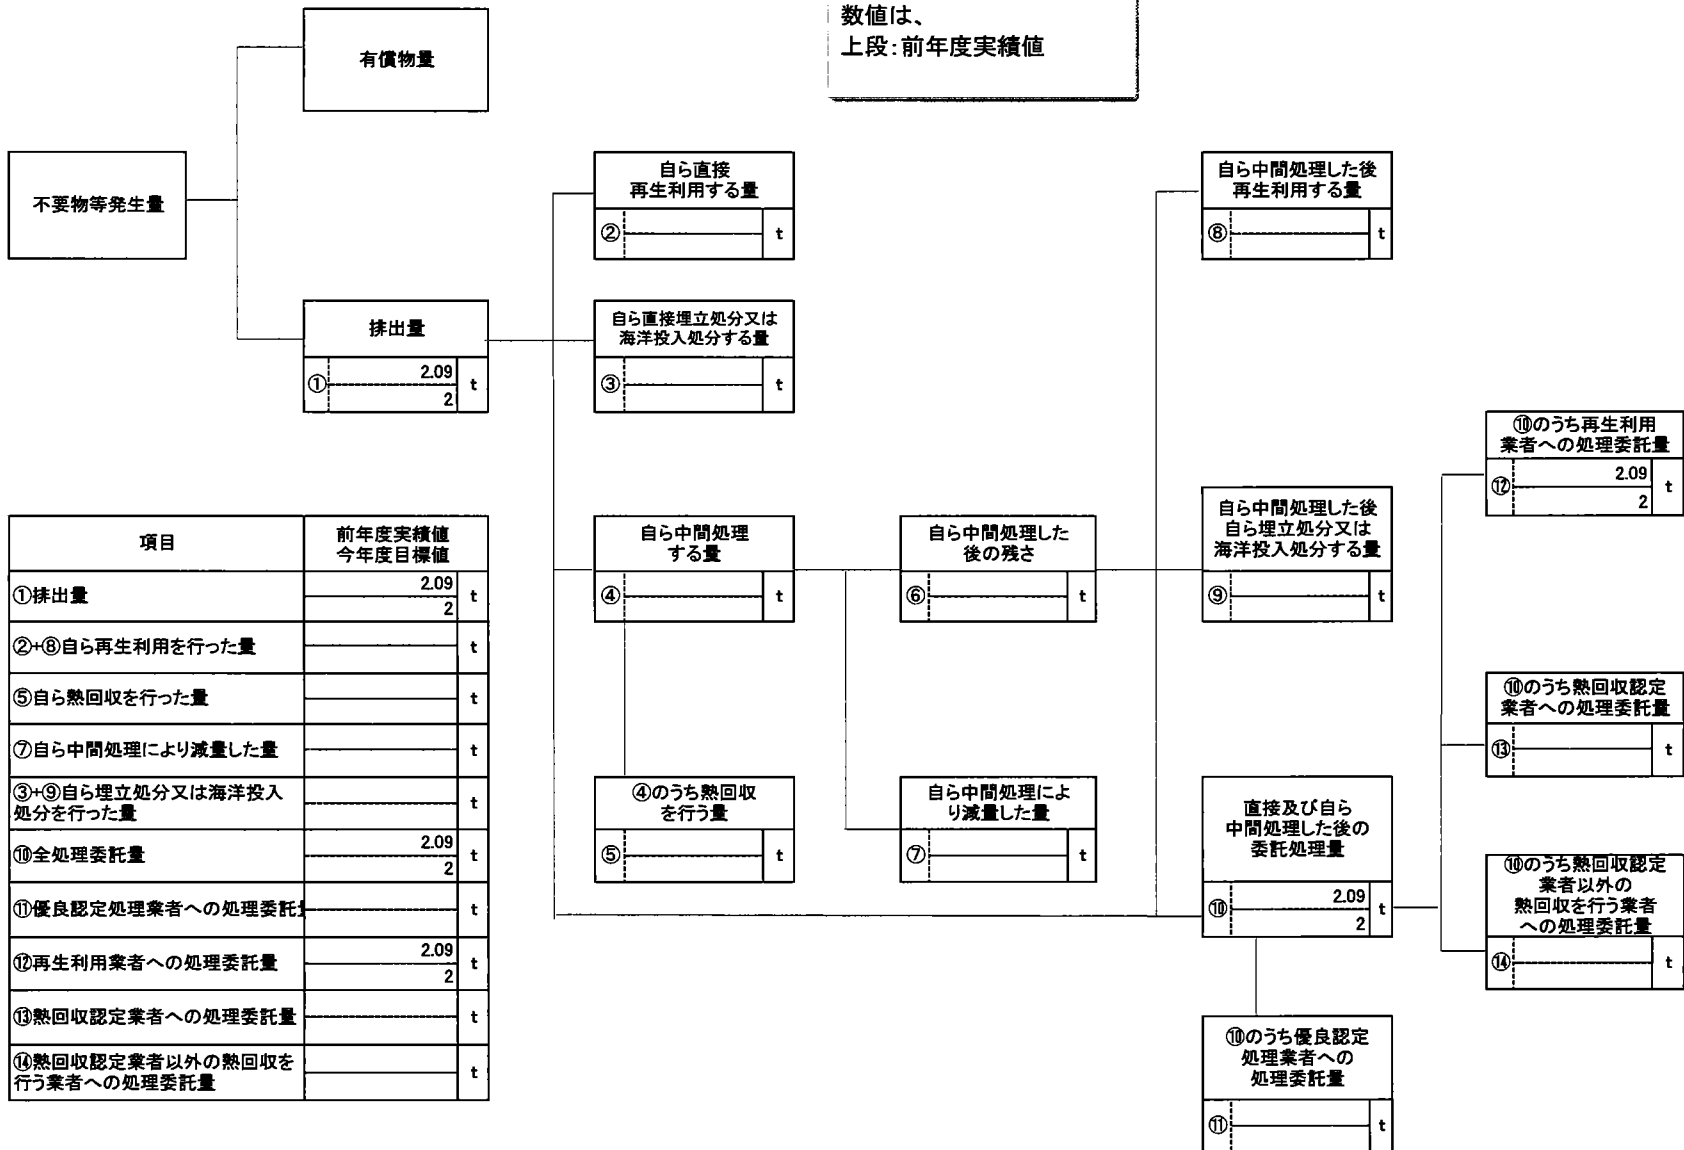 数値は、
上段：前年度実績値
有償物量
不要物等発生量
排出量
① 2.09 t
2
自ら直接
再生利用する量
② t
自ら直接埋立処分又は
海洋投入処分する量
③ t
自ら中間処理
する量
④ t
④のうち熱回収
を行う量
⑤ t
自ら中間処理した
後の残さ
⑥ t
自ら中間処理によ
り減量した量
⑦ t
自ら中間処理した後
再生利用する量
⑧ t
自ら中間処理した後
自ら埋立処分又は
海洋投入処分する量
⑨ t
直接及び自ら
中間処理した後の
委託処理量
⑩ 2.09 t
2
⑩のうち優良認定
処理業者への
処理委託量
⑪ t
⑩のうち再生利用
業者への処理委託量
⑫ 2.09 t
2
⑩のうち熱回収認定
業者への処理委託量
⑬ t
⑩のうち熱回収認定
業者以外の
熱回収を行う業者
への処理委託量
⑭ t
項目 前年度実績値
今年度目標値
①排出量 2.09 t
2
②+⑧自ら再生利用を行った量 t
⑤自ら熱回収を行った量 t
⑦自ら中間処理により減量した量 t
③+⑨自ら埋立処分又は海洋投入
処分を行った量 t
⑩全処理委託量 2.09 t
2
⑪優良認定処理業者への処理委託 t
⑫再生利用業者への処理委託量 2.09 t
2
⑬熱回収認定業者への処理委託量 t
⑭熱回収認定業者以外の熱回収を
行う業者への処理委託量 t